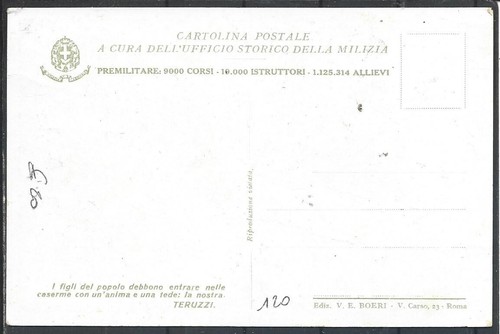 CARTOLINA POSTALE
A CURA DELL'UFFICIO STORICO DELLA MILIZIA
PREMILITARE: 9000 CORSI - 10.000 ISTRUTTORI - 1.125.314 ALLIEVI
Riproduzione vietata.
I figli del popolo debbono entrare nelle
caserme con un'anima e una fede: la nostra.
TERUZZI.
120
Ediz. V. E. BOERI - V. Carso, 23 - Roma